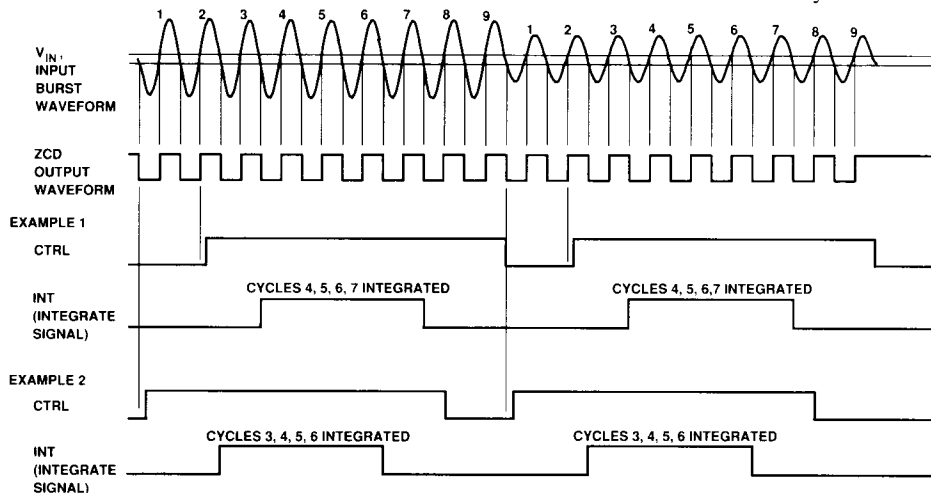 1 2 3 4 5 6 7 8 9 1 2 3 4 5 6 7 8 9
VIN,
INPUT
BURST
WAVEFORM
ZCD
OUTPUT
WAVEFORM
EXAMPLE 1
CTRL
CYCLES 4, 5, 6, 7 INTEGRATED CYCLES 4, 5, 6,7 INTEGRATED
INT
(INTEGRATE
SIGNAL)
EXAMPLE 2
CTRL
CYCLES 3, 4, 5, 6 INTEGRATED CYCLES 3, 4, 5, 6 INTEGRATED
INT
(INTEGRATE
SIGNAL)